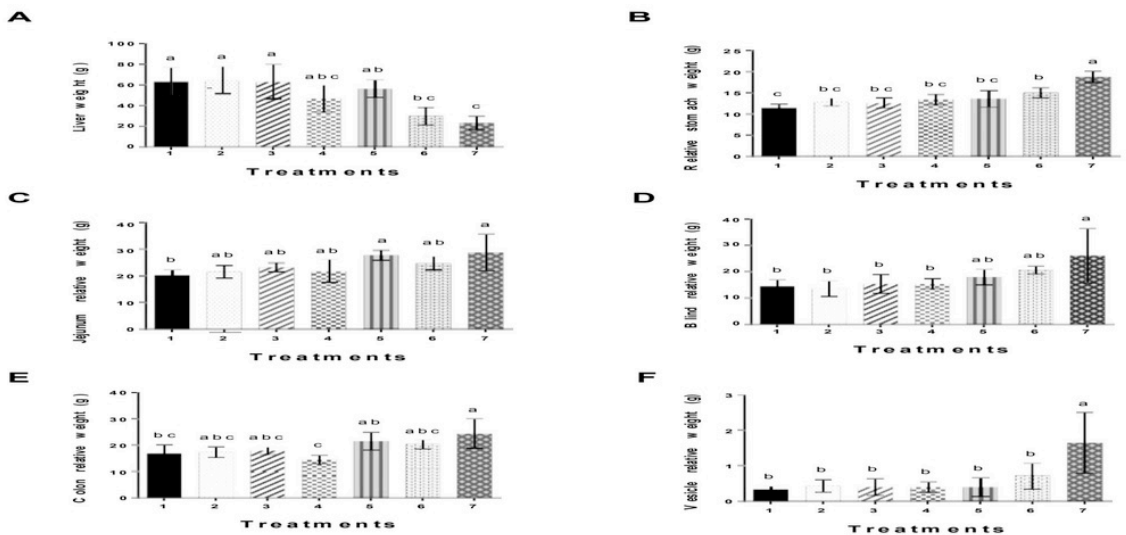 A
Liver weight (g)
100
80
60
40
20
0
a a a abc ab bc c
1 2 3 4 5 6 7
Treatments
B
Relative stomach weight (g)
25
20
15
10
5
0
c bc bc bc bc b a
1 2 3 4 5 6 7
Treatments
C
Jejunum relative weight (g)
40
30
20
10
0
b ab ab ab a ab a
1 2 3 4 5 6 7
Treatments
D
Blind relative weight (g)
40
30
20
10
0
b b b b ab ab a
1 2 3 4 5 6 7
Treatments
E
Colon relative weight (g)
40
30
20
10
0
bc abc abc c ab abc a
1 2 3 4 5 6 7
Treatments
F
Vesicle relative weight (g)
3
2
1
0
b b b b b b a
1 2 3 4 5 6 7
Treatments